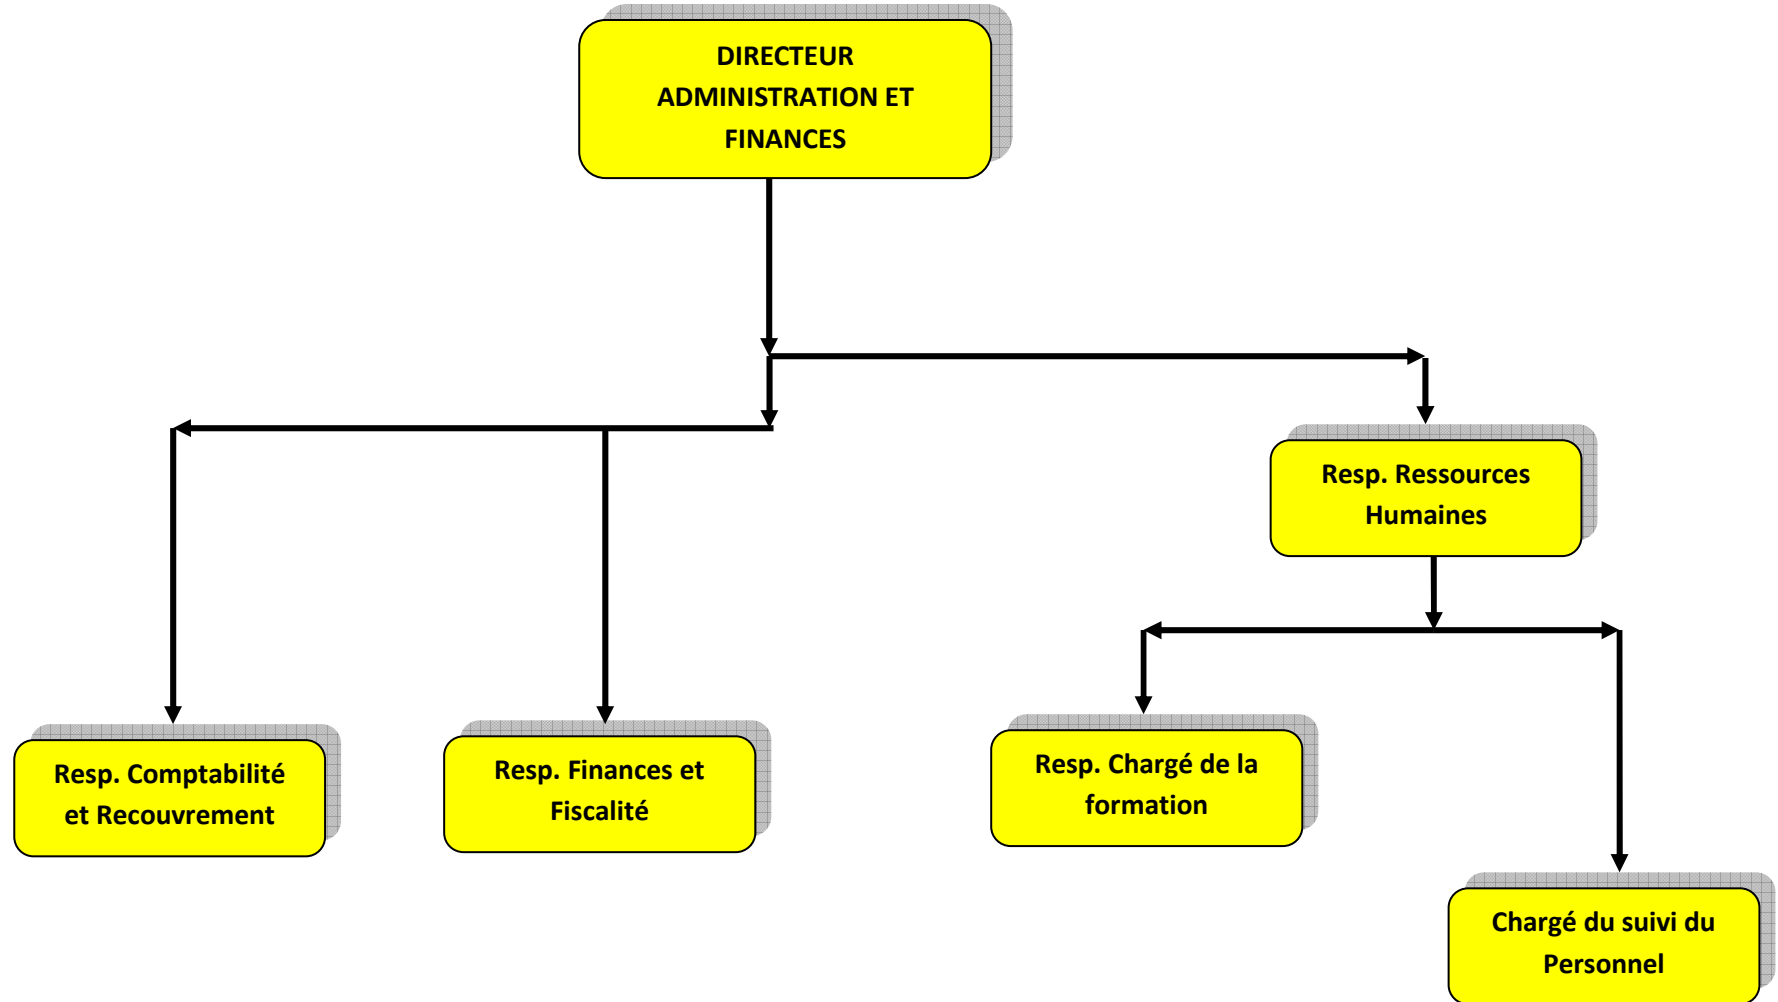 DIRECTEUR
ADMINISTRATION ET
FINANCES
Resp. Ressources
Humaines
Resp. Comptabilité
et Recouvrement
Resp. Finances et
Fiscalité
Resp. Chargé de la
formation
Chargé du suivi du
Personnel